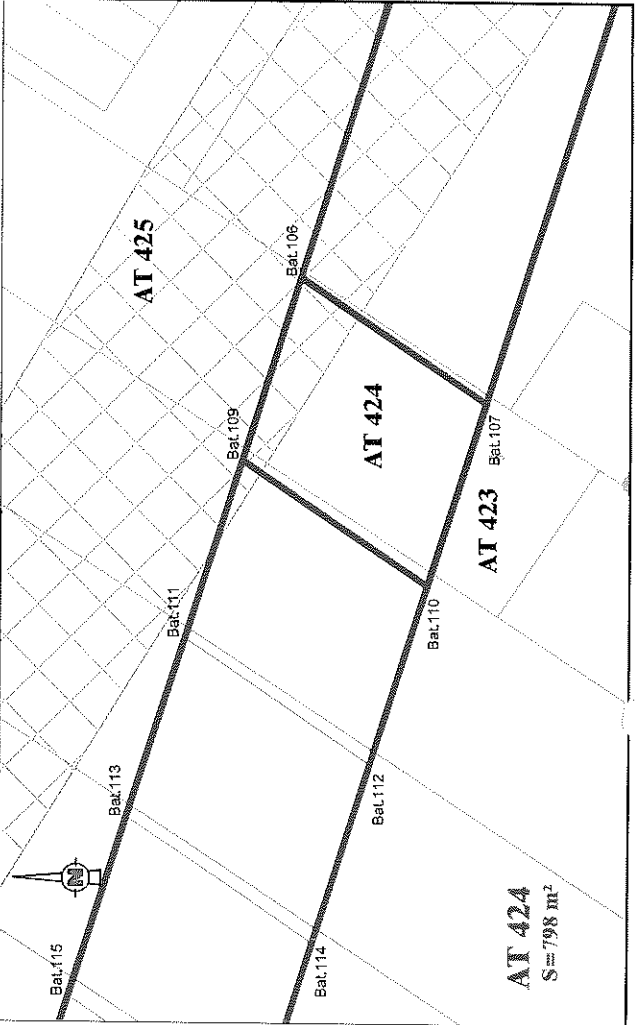 AT 425
Bat.106
Bat.109
AT 424
Bat.107
Bat.111
AT 423
Bat.110
Bat.113
Bat.112
N
Bat.115
Bat.114
AT 424
S=798 m²